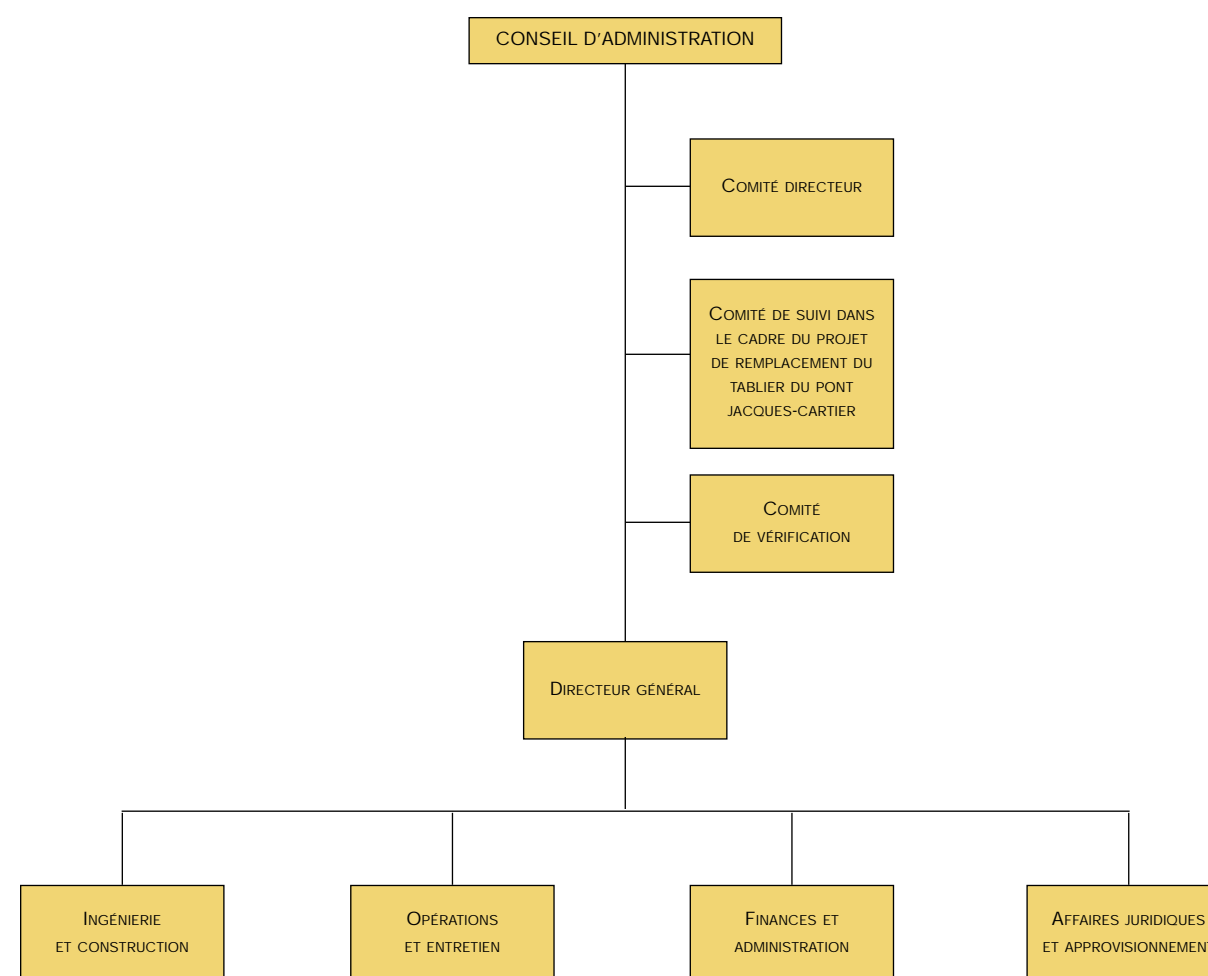 CONSEIL D'ADMINISTRATION
COMITÉ DIRECTEUR
COMITÉ DE SUIVI DANS
LE CADRE DU PROJET
DE REMPLACEMENT DU
TABLIER DU PONT
JACQUES-CARTIER
COMITÉ
DE VÉRIFICATION
DIRECTEUR GÉNÉRAL
INGÉNIERIE
ET CONSTRUCTION
OPÉRATIONS
ET ENTRETIEN
FINANCES ET
ADMINISTRATION
AFFAIRES JURIDIQUES
ET APPROVISIONNEMENT